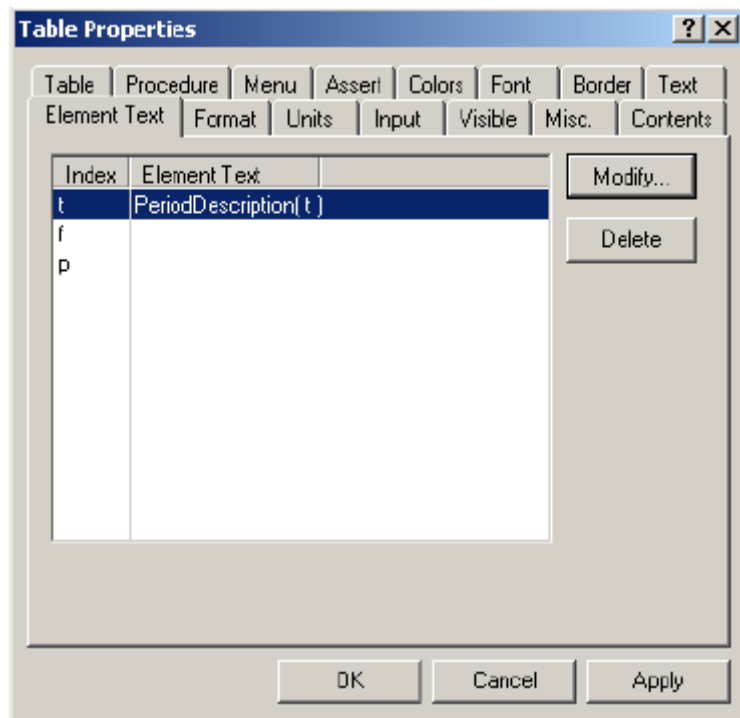 Table Properties
Table Procedure Menu Assert Colors Font Border Text
Element Text Format Units Input Visible Misc. Contents
Index Element Text
Modify...
t PeriodDescription( t )
f
Delete
p
OK Cancel Apply